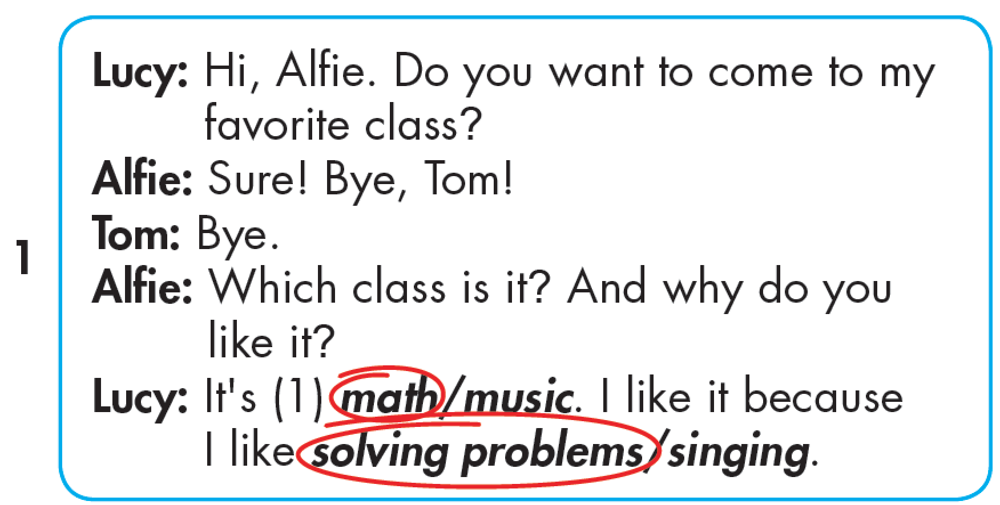 Lucy: Hi, Alfie. Do you want to come to my
favorite class?
Alfie: Sure! Bye, Tom!
Tom: Bye.
1
Alfie: Which class is it? And why do you
like it?
Lucy: It's (1) math/music. I like it because
I like solving problems/singing.